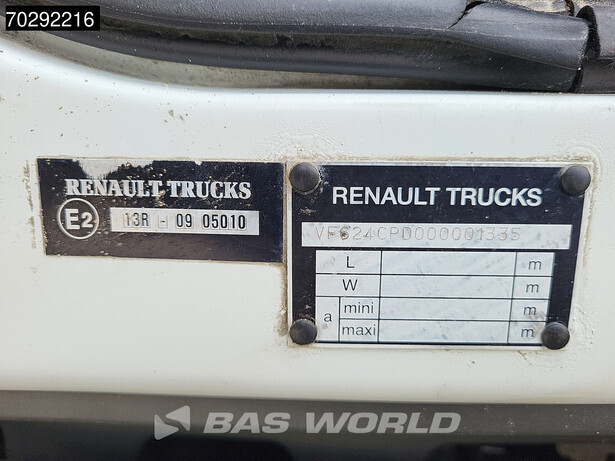 70292216
RENAULT TRUCKS
E2
13R - 09 05010
RENAULT TRUCKS
VF624CPD000001335
L m
W m
a mini m
maxi m
BAS WORLD